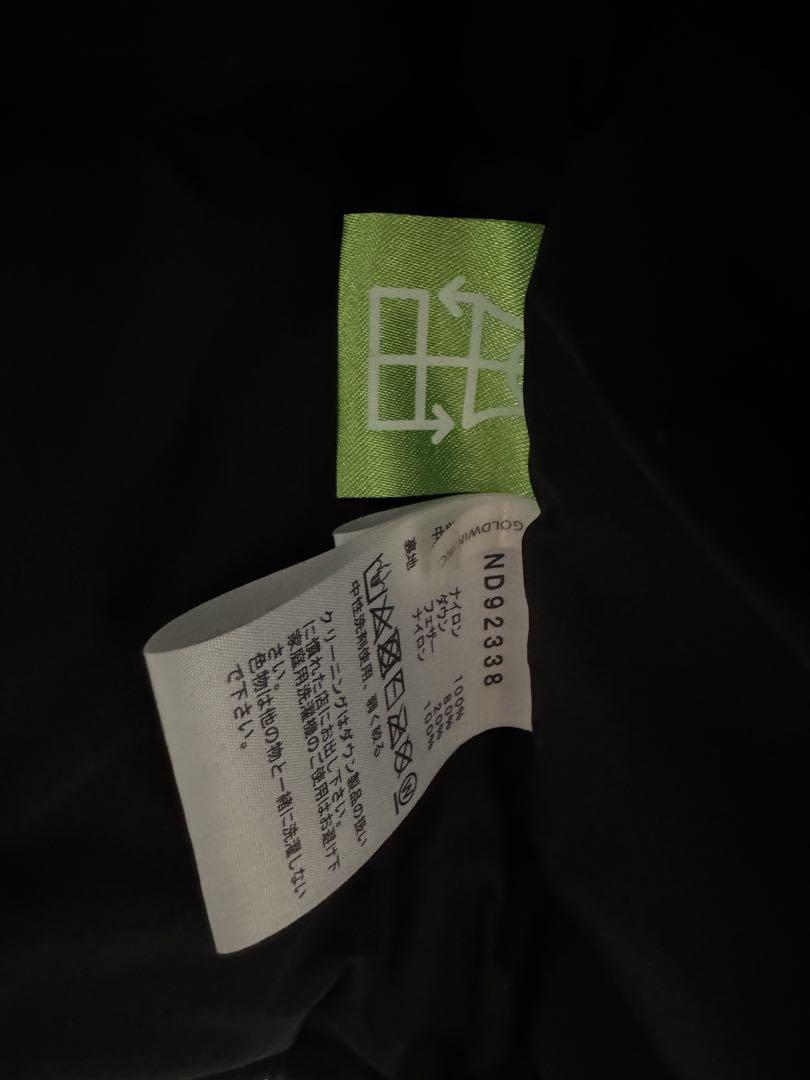 ND92338
GOLDWIN INC
ナイロン 100%
中
ダウン 80%
フェザー 20%
裏地 ナイロン 100%
中性洗剤使用、弱く絞る
クリーニングはダウン製品の扱い
に慣れた店にお出し下さい。
家庭用洗濯機のご使用はお避け下
さい。
色物は他の物と一緒に洗濯しない
で下さい。